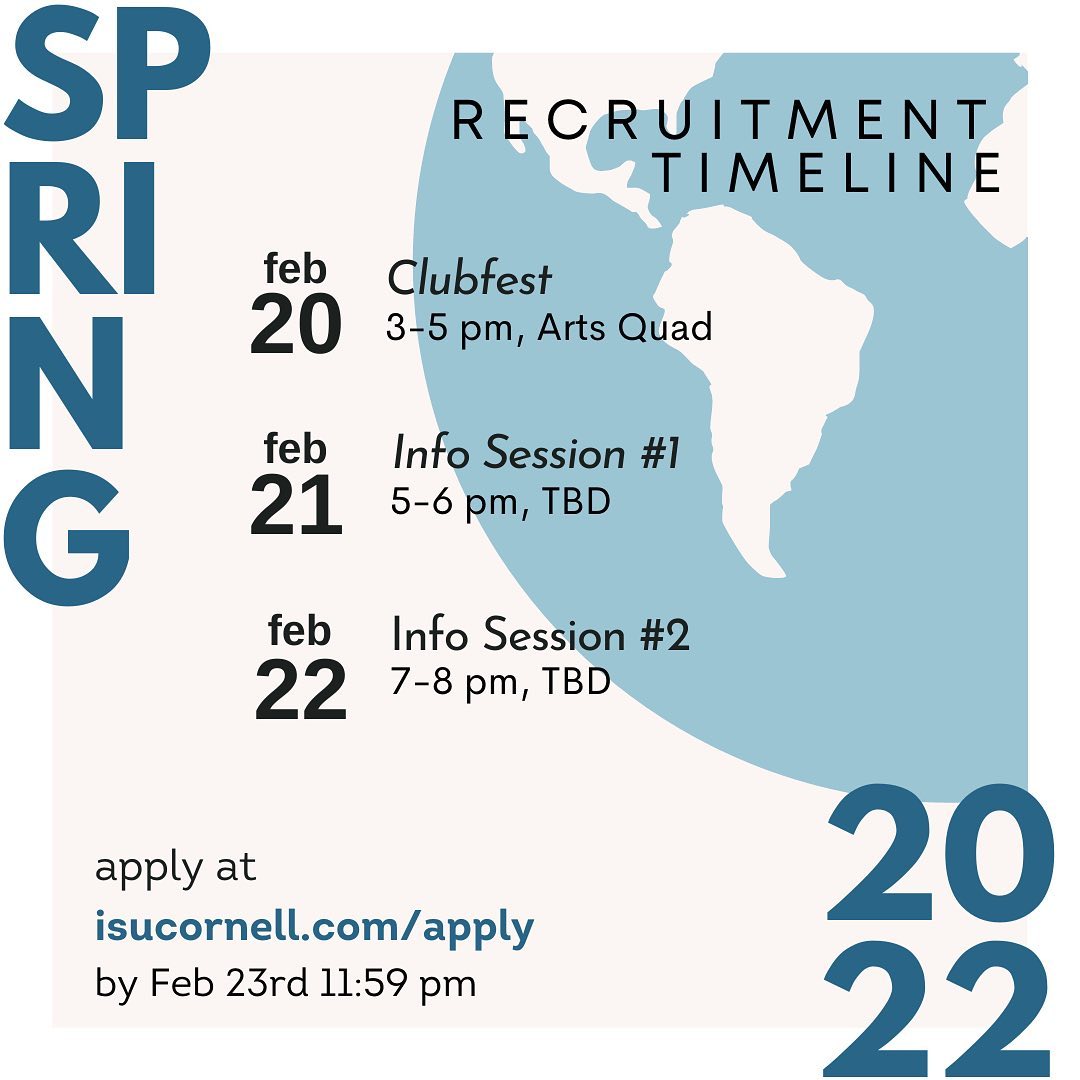 SP
RI
N
G
RECRUITMENT
TIMELINE
feb
20
Clubfest
3-5 pm, Arts Quad
feb
21
Info Session #1
5-6 pm, TBD
feb
22
Info Session #2
7-8 pm, TBD
apply at
isucornell.com/apply
by Feb 23rd 11:59 pm
20
22